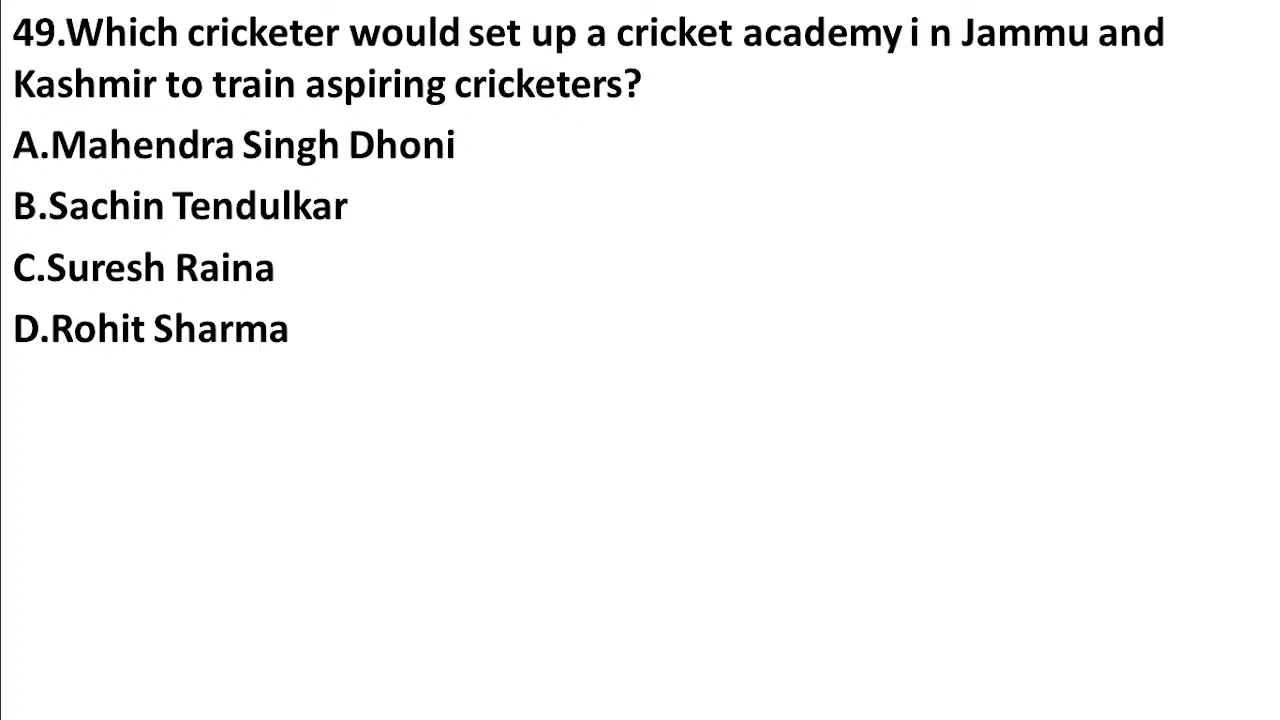 49.Which cricketer would set up a cricket academy i n Jammu and
Kashmir to train aspiring cricketers?
A.Mahendra Singh Dhoni
B.Sachin Tendulkar
C.Suresh Raina
D.Rohit Sharma